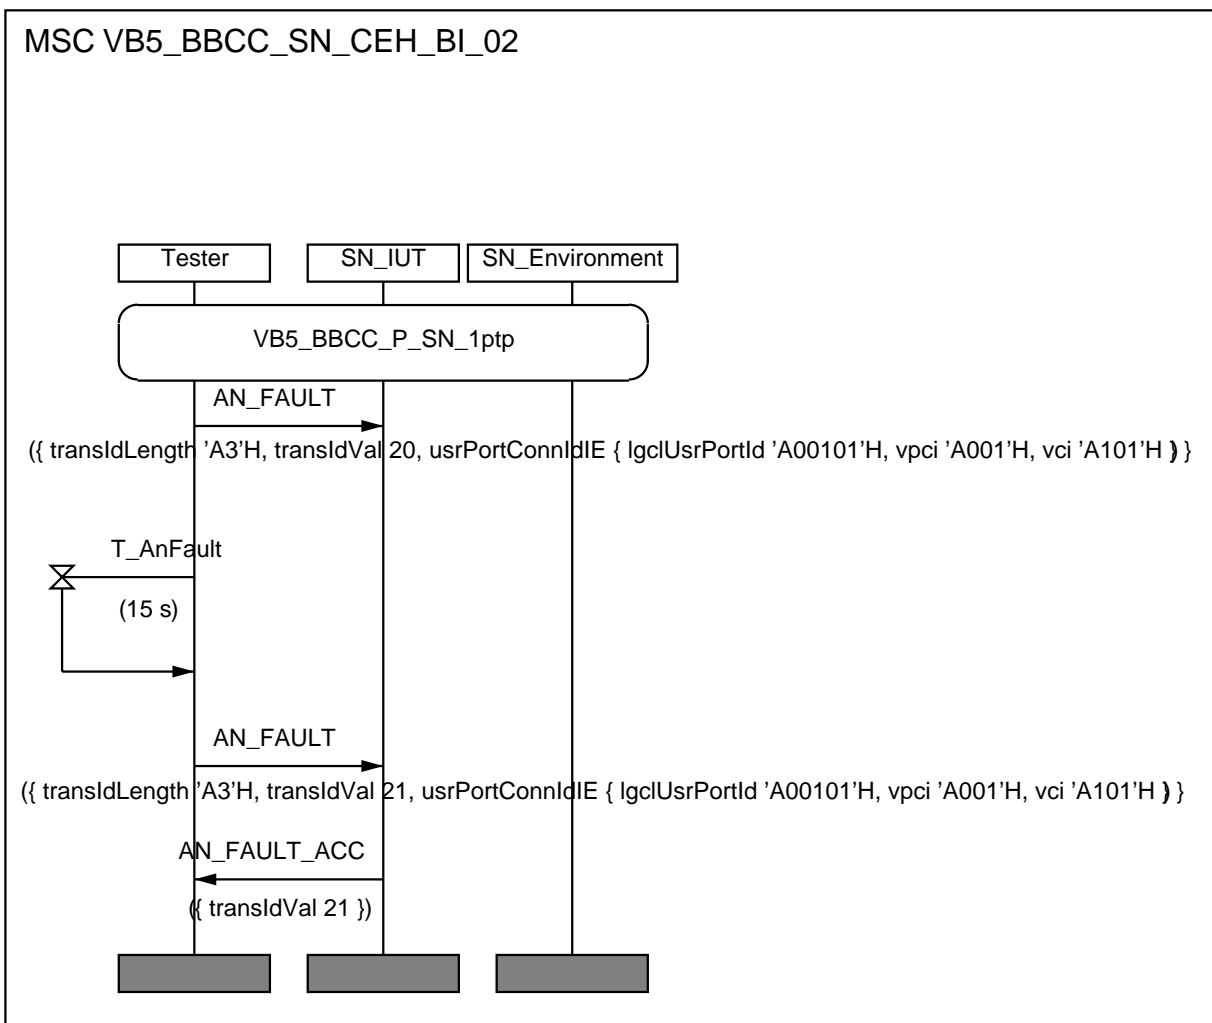 MSC VB5_BBCC_SN_CEH_BI_02
Tester SN_IUT SN_Environment
VB5_BBCC_P_SN_1ptp
AN_FAULT
({ transIdLength ’A3’H, transIdVal 20, usrPortConnIdIE { lgclUsrPortId ’A00101’H, vpci ’A001’H, vci ’A101’H } ) }
T_AnFault
(15 s)
AN_FAULT
({ transIdLength ’A3’H, transIdVal 21, usrPortConnIdIE { lgclUsrPortId ’A00101’H, vpci ’A001’H, vci ’A101’H } ) }
AN_FAULT_ACC
({ transIdVal 21 })